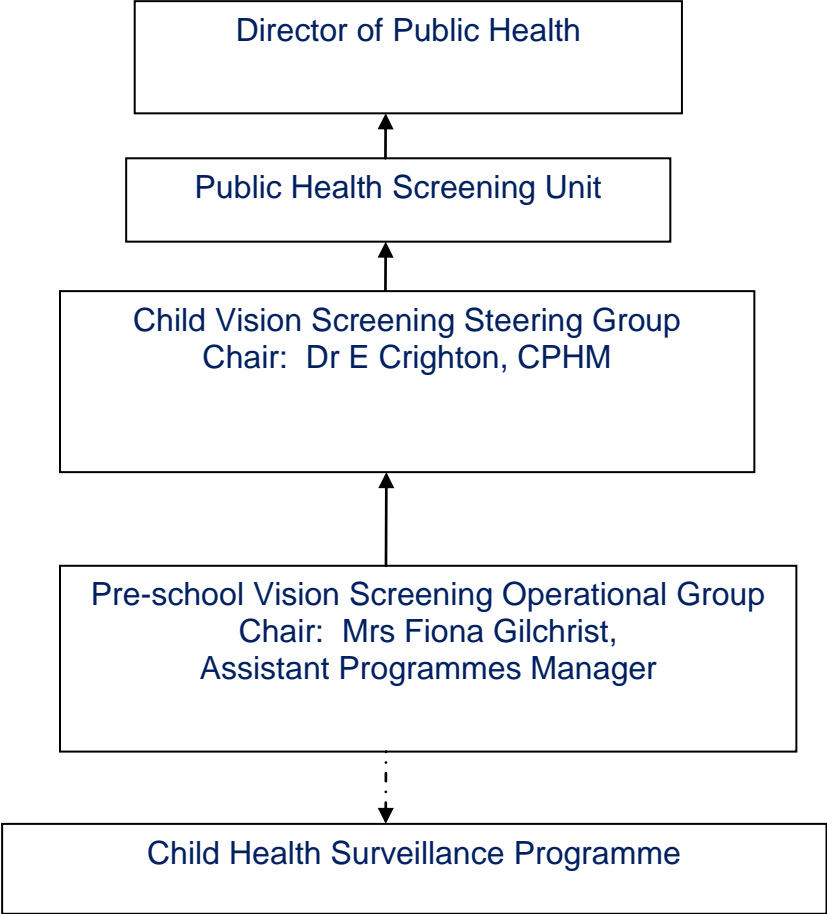 Director of Public Health
Public Health Screening Unit
Child Vision Screening Steering Group
Chair:  Dr E Crighton, CPHM
Pre-school Vision Screening Operational Group
Chair:  Mrs Fiona Gilchrist,
Assistant Programmes Manager
Child Health Surveillance Programme